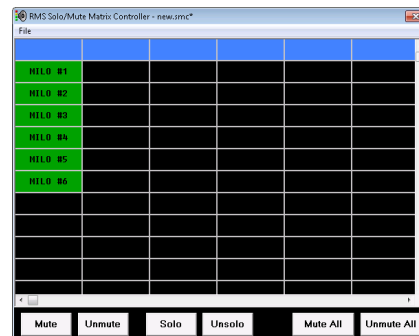 RMS Solo/Mute Matrix Controller - new.smc*
File
MILO #1
MILO #2
MILO #3
MILO #4
MILO #5
MILO #6
Mute Unmute Solo Unsolo Mute All Unmute All